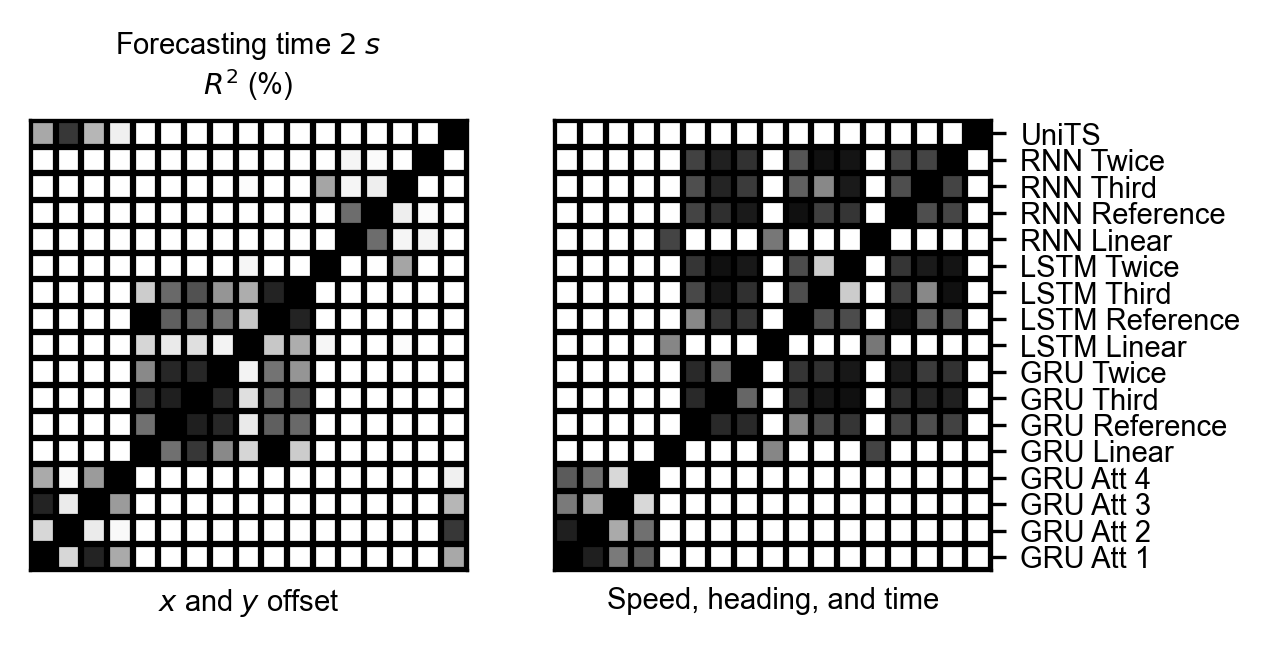 Forecasting time 2 s
R² (%)
UniTS
RNN Twice
RNN Third
RNN Reference
RNN Linear
LSTM Twice
LSTM Third
LSTM Reference
LSTM Linear
GRU Twice
GRU Third
GRU Reference
GRU Linear
GRU Att 4
GRU Att 3
GRU Att 2
GRU Att 1
x and y offset
Speed, heading, and time